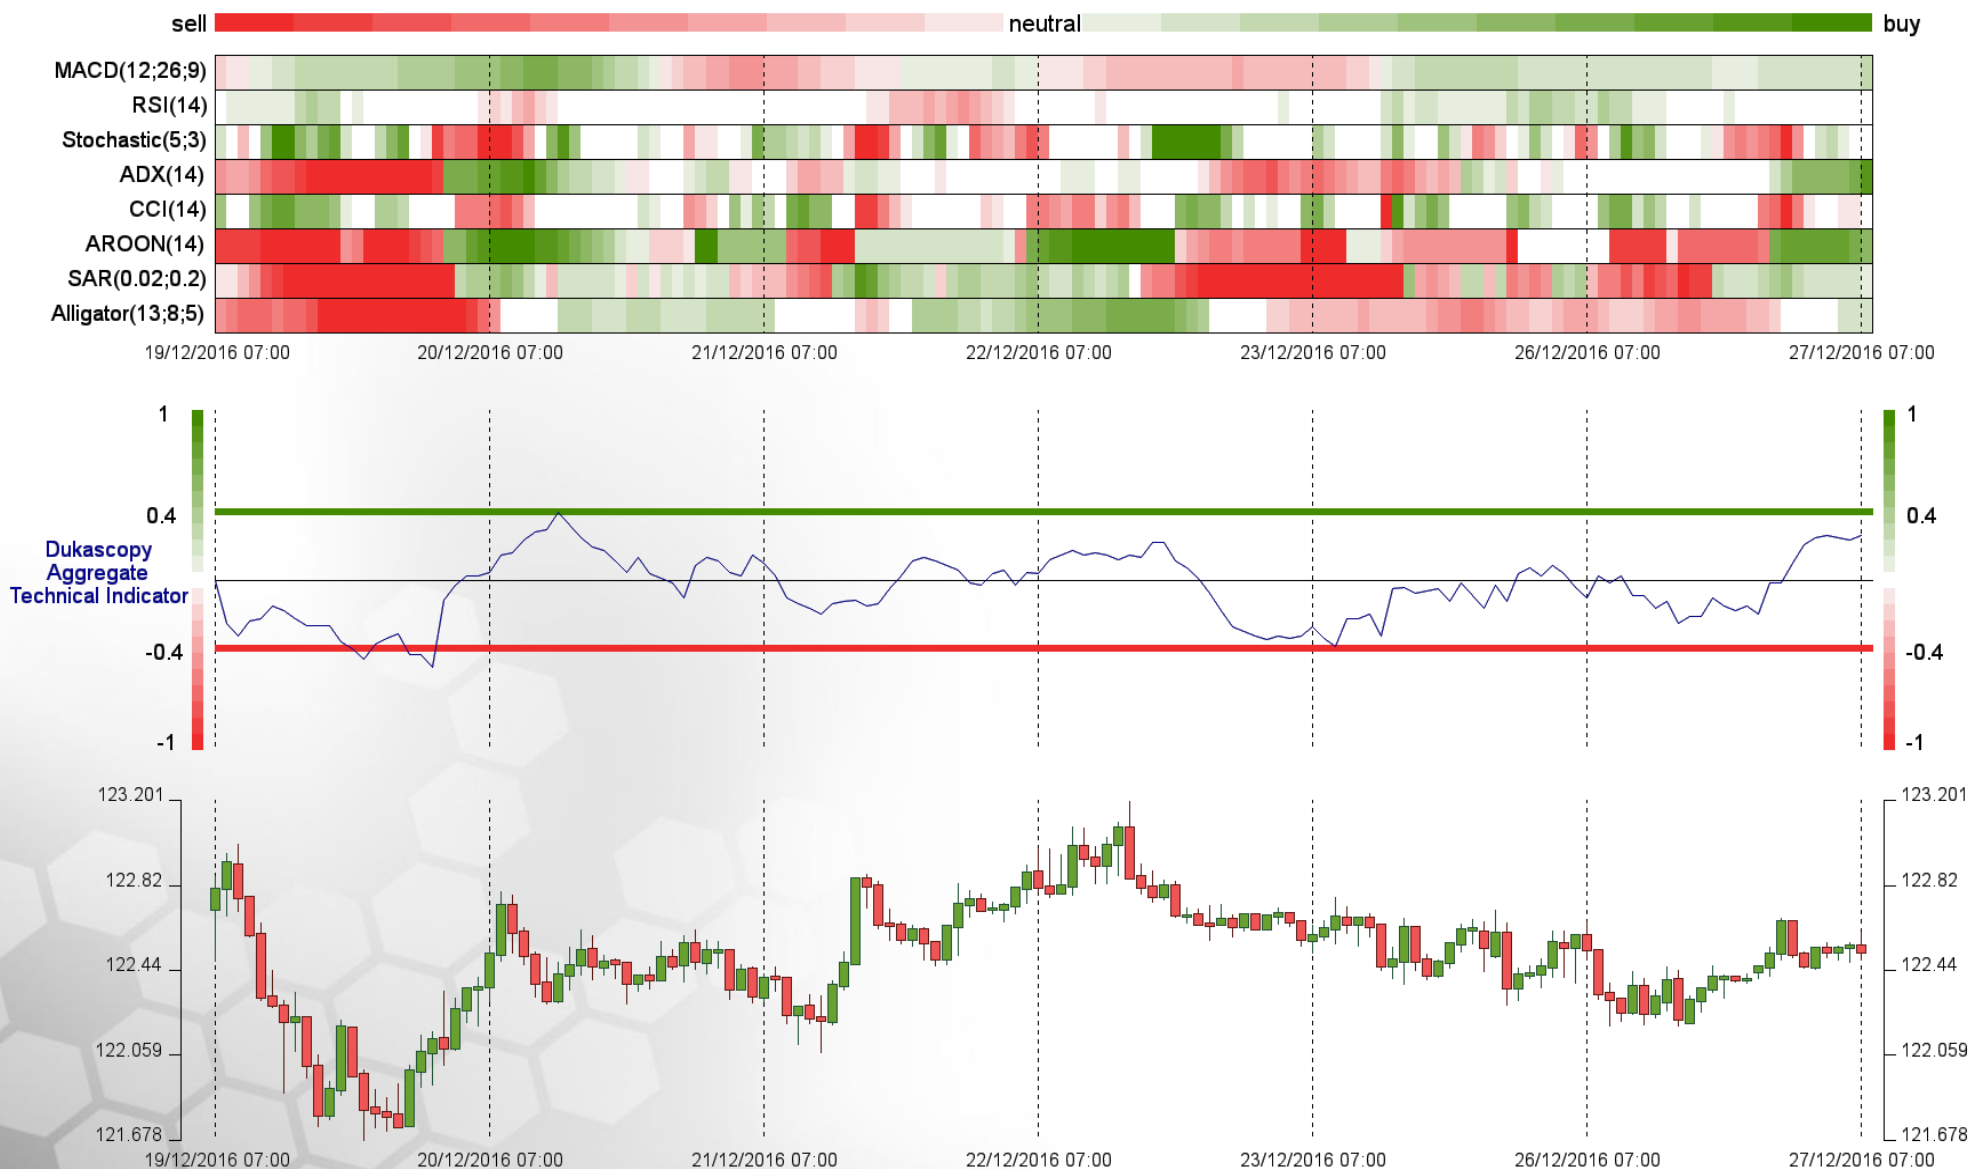 sell neutral buy
MACD(12;26;9)
RSI(14)
Stochastic(5;3)
ADX(14)
CCI(14)
AROON(14)
SAR(0.02;0.2)
Alligator(13;8;5)
19/12/2016 07:00 20/12/2016 07:00 21/12/2016 07:00 22/12/2016 07:00 23/12/2016 07:00 26/12/2016 07:00 27/12/2016 07:00
1 1
0.4 0.4
Dukascopy
Aggregate
Technical Indicator
-0.4 -0.4
-1 -1
123.201 123.201
122.82 122.82
122.44 122.44
122.059 122.059
121.678 121.678
19/12/2016 07:00 20/12/2016 07:00 21/12/2016 07:00 22/12/2016 07:00 23/12/2016 07:00 26/12/2016 07:00 27/12/2016 07:00